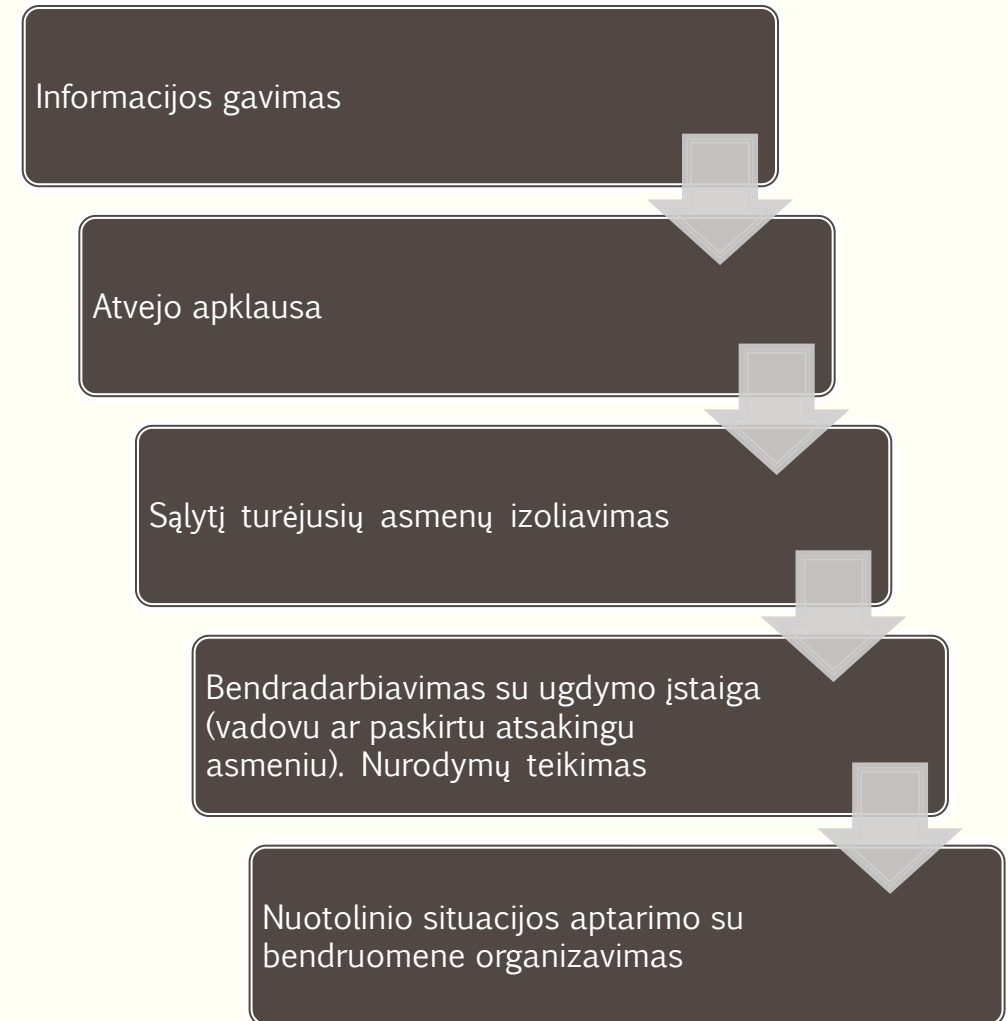 Informacijos gavimas
Atvejo apklausa
Sąlytį turėjusių asmenų izoliavimas
Bendradarbiavimas su ugdymo įstaiga
(vadovu ar paskirtu atsakingu
asmeniu). Nurodymų teikimas
Nuotolinio situacijos aptarimo su
bendruomene organizavimas